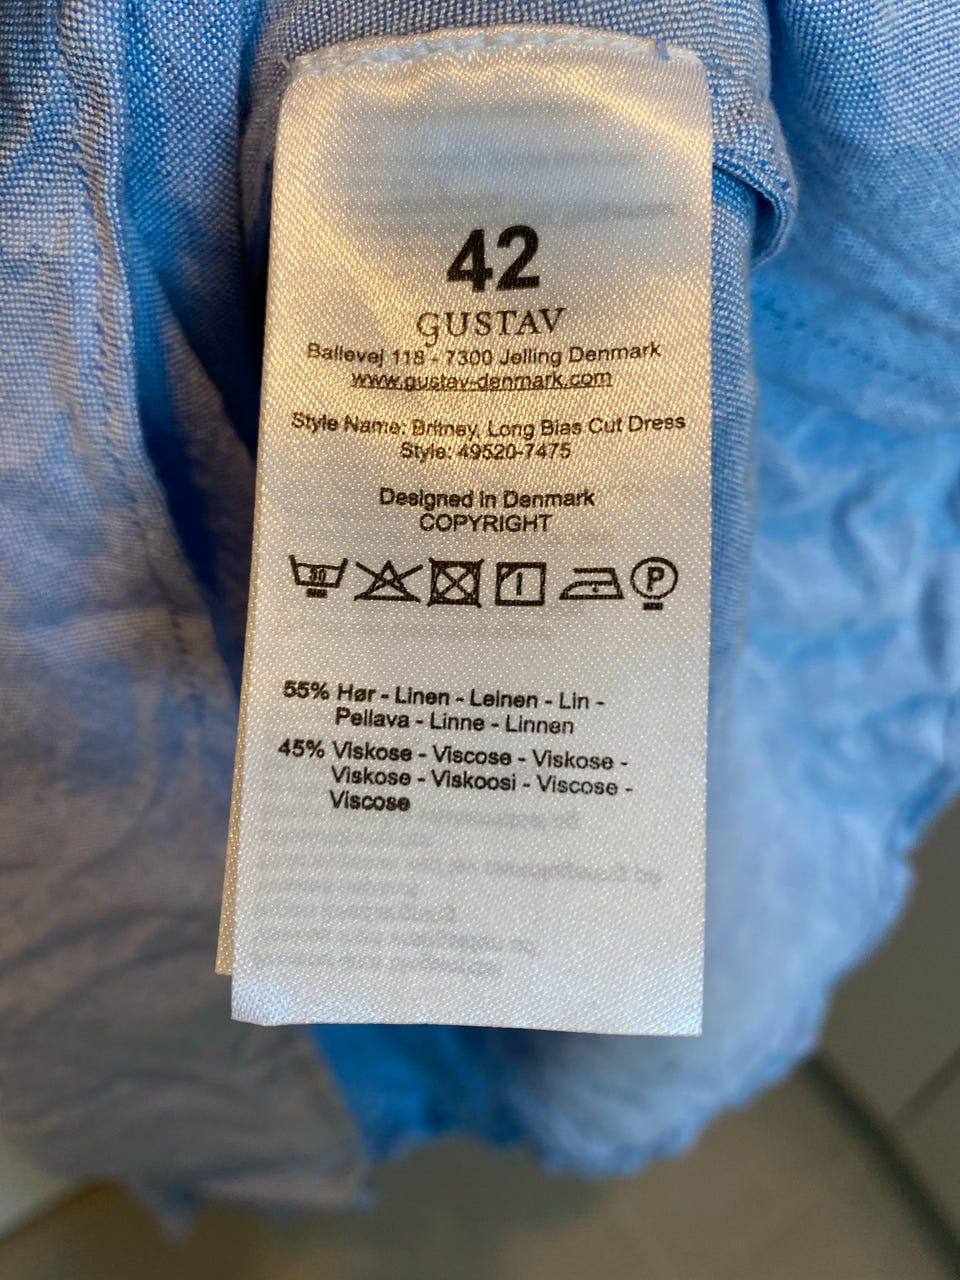 42
GUSTAV
Ballevej 118 - 7300 Jelling Denmark
www.gustav-denmark.com
Style Name: Britney, Long Bias Cut Dress
Style: 49520-7475
Designed in Denmark
COPYRIGHT
30 P
55% Hør - Linen - Leinen - Lin -
Pellava - Linne - Linnen
45% Viskose - Viscose - Viskose -
Viskose - Viskoosi - Viscose -
Viscose